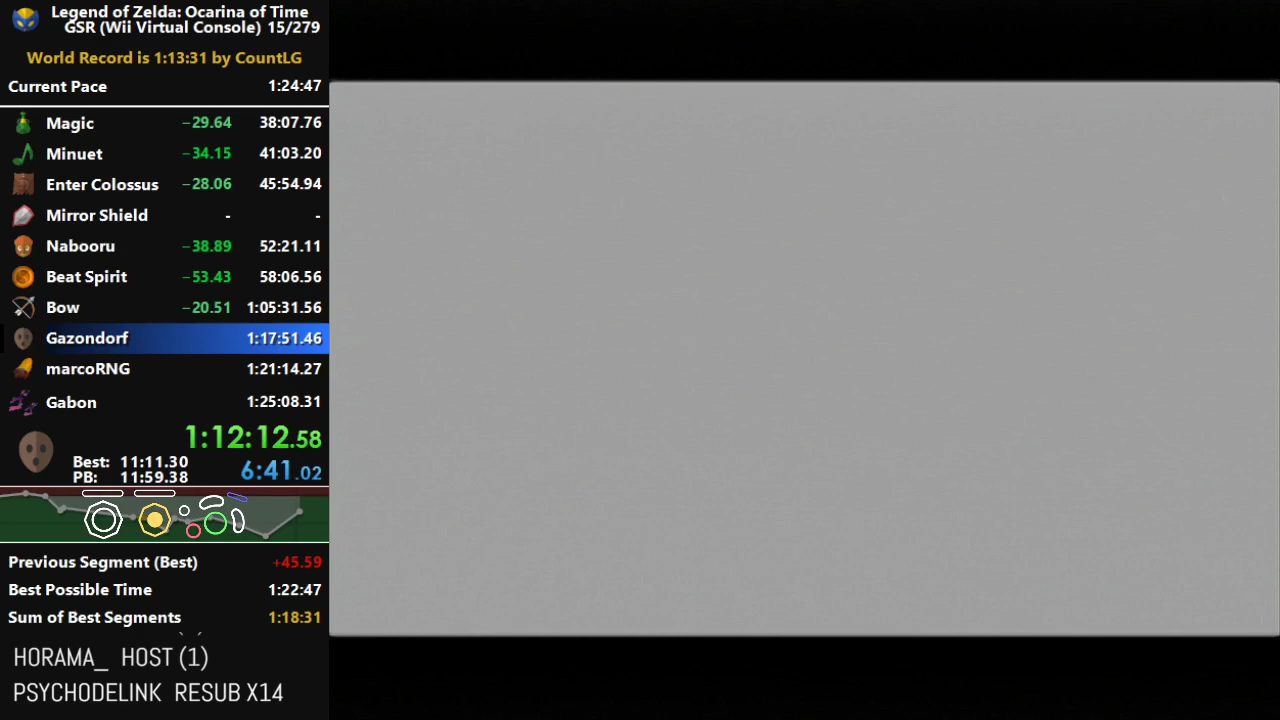 Legend of Zelda: Ocarina of Time
GSR (Wii Virtual Console) 15/279
World Record is 1:13:31 by CountLG
Current Pace 1:24:47
Magic -29.64 38:07.76
Minuet -34.15 41:03.20
Enter Colossus -28.06 45:54.94
Mirror Shield - -
Nabooru -38.89 52:21.11
Beat Spirit -53.43 58:06.56
Bow -20.51 1:05:31.56
Gazondorf 1:17:51.46
marcoRNG 1:21:14.27
Gabon 1:25:08.31
1:12:12.58
Best: 11:11.30
PB: 11:59.38
6:41.02
Previous Segment (Best) +45.59
Best Possible Time 1:22:47
Sum of Best Segments 1:18:31
HORAMA_ HOST (1)
PSYCHODELINK RESUB X14